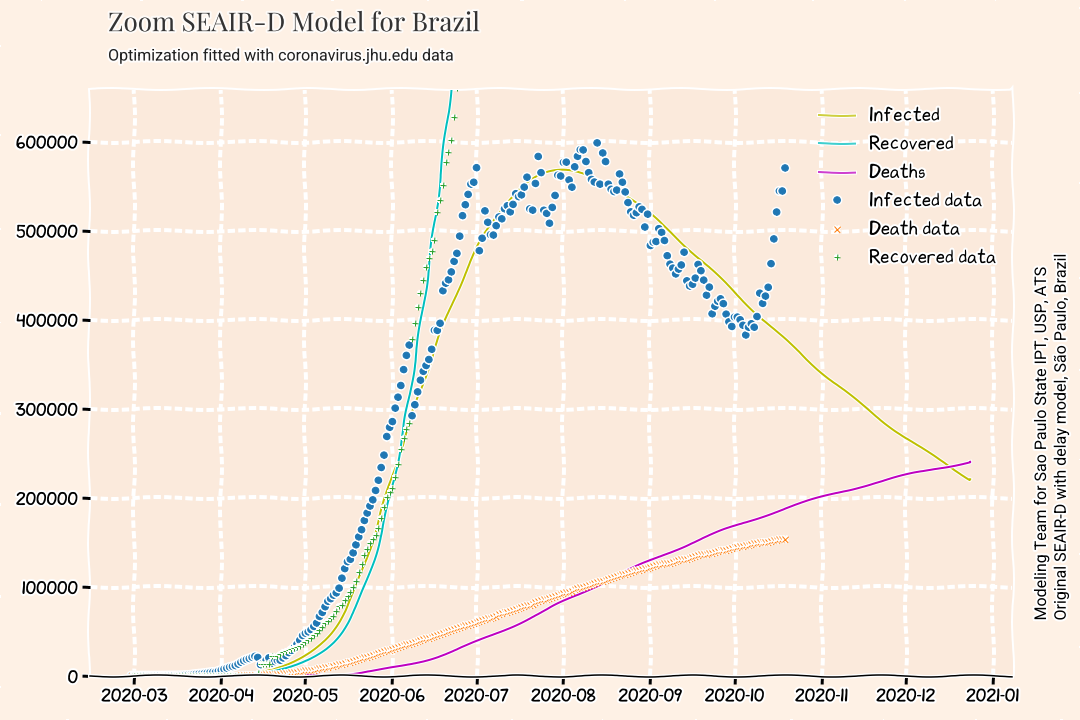 Zoom SEAIR-D Model for Brazil
Optimization fitted with coronavirus.jhu.edu data
600000
500000
400000
300000
200000
100000
0
2020-03
2020-04
2020-05
2020-06
2020-07
2020-08
2020-09
2020-10
2020-11
2020-12
2021-01
Infected
Recovered
Deaths
Infected data
Death data
Recovered data
Modeling Team for Sao Paulo State IPT, USP, ATS
Original SEAIR-D with delay model, São Paulo, Brazil